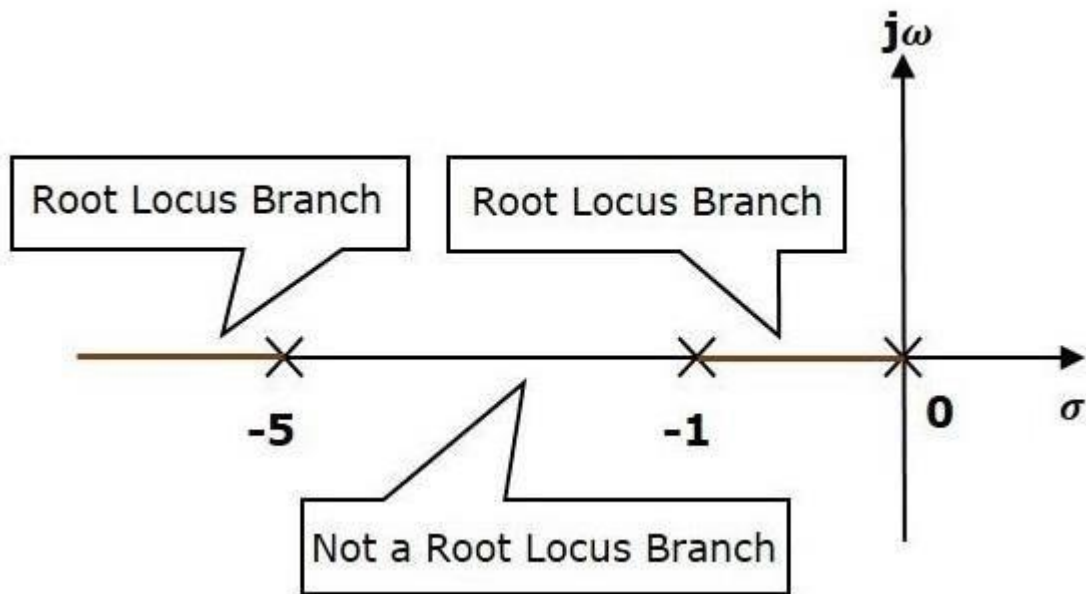 jω
Root Locus Branch
Root Locus Branch
-5
-1
0
σ
Not a Root Locus Branch